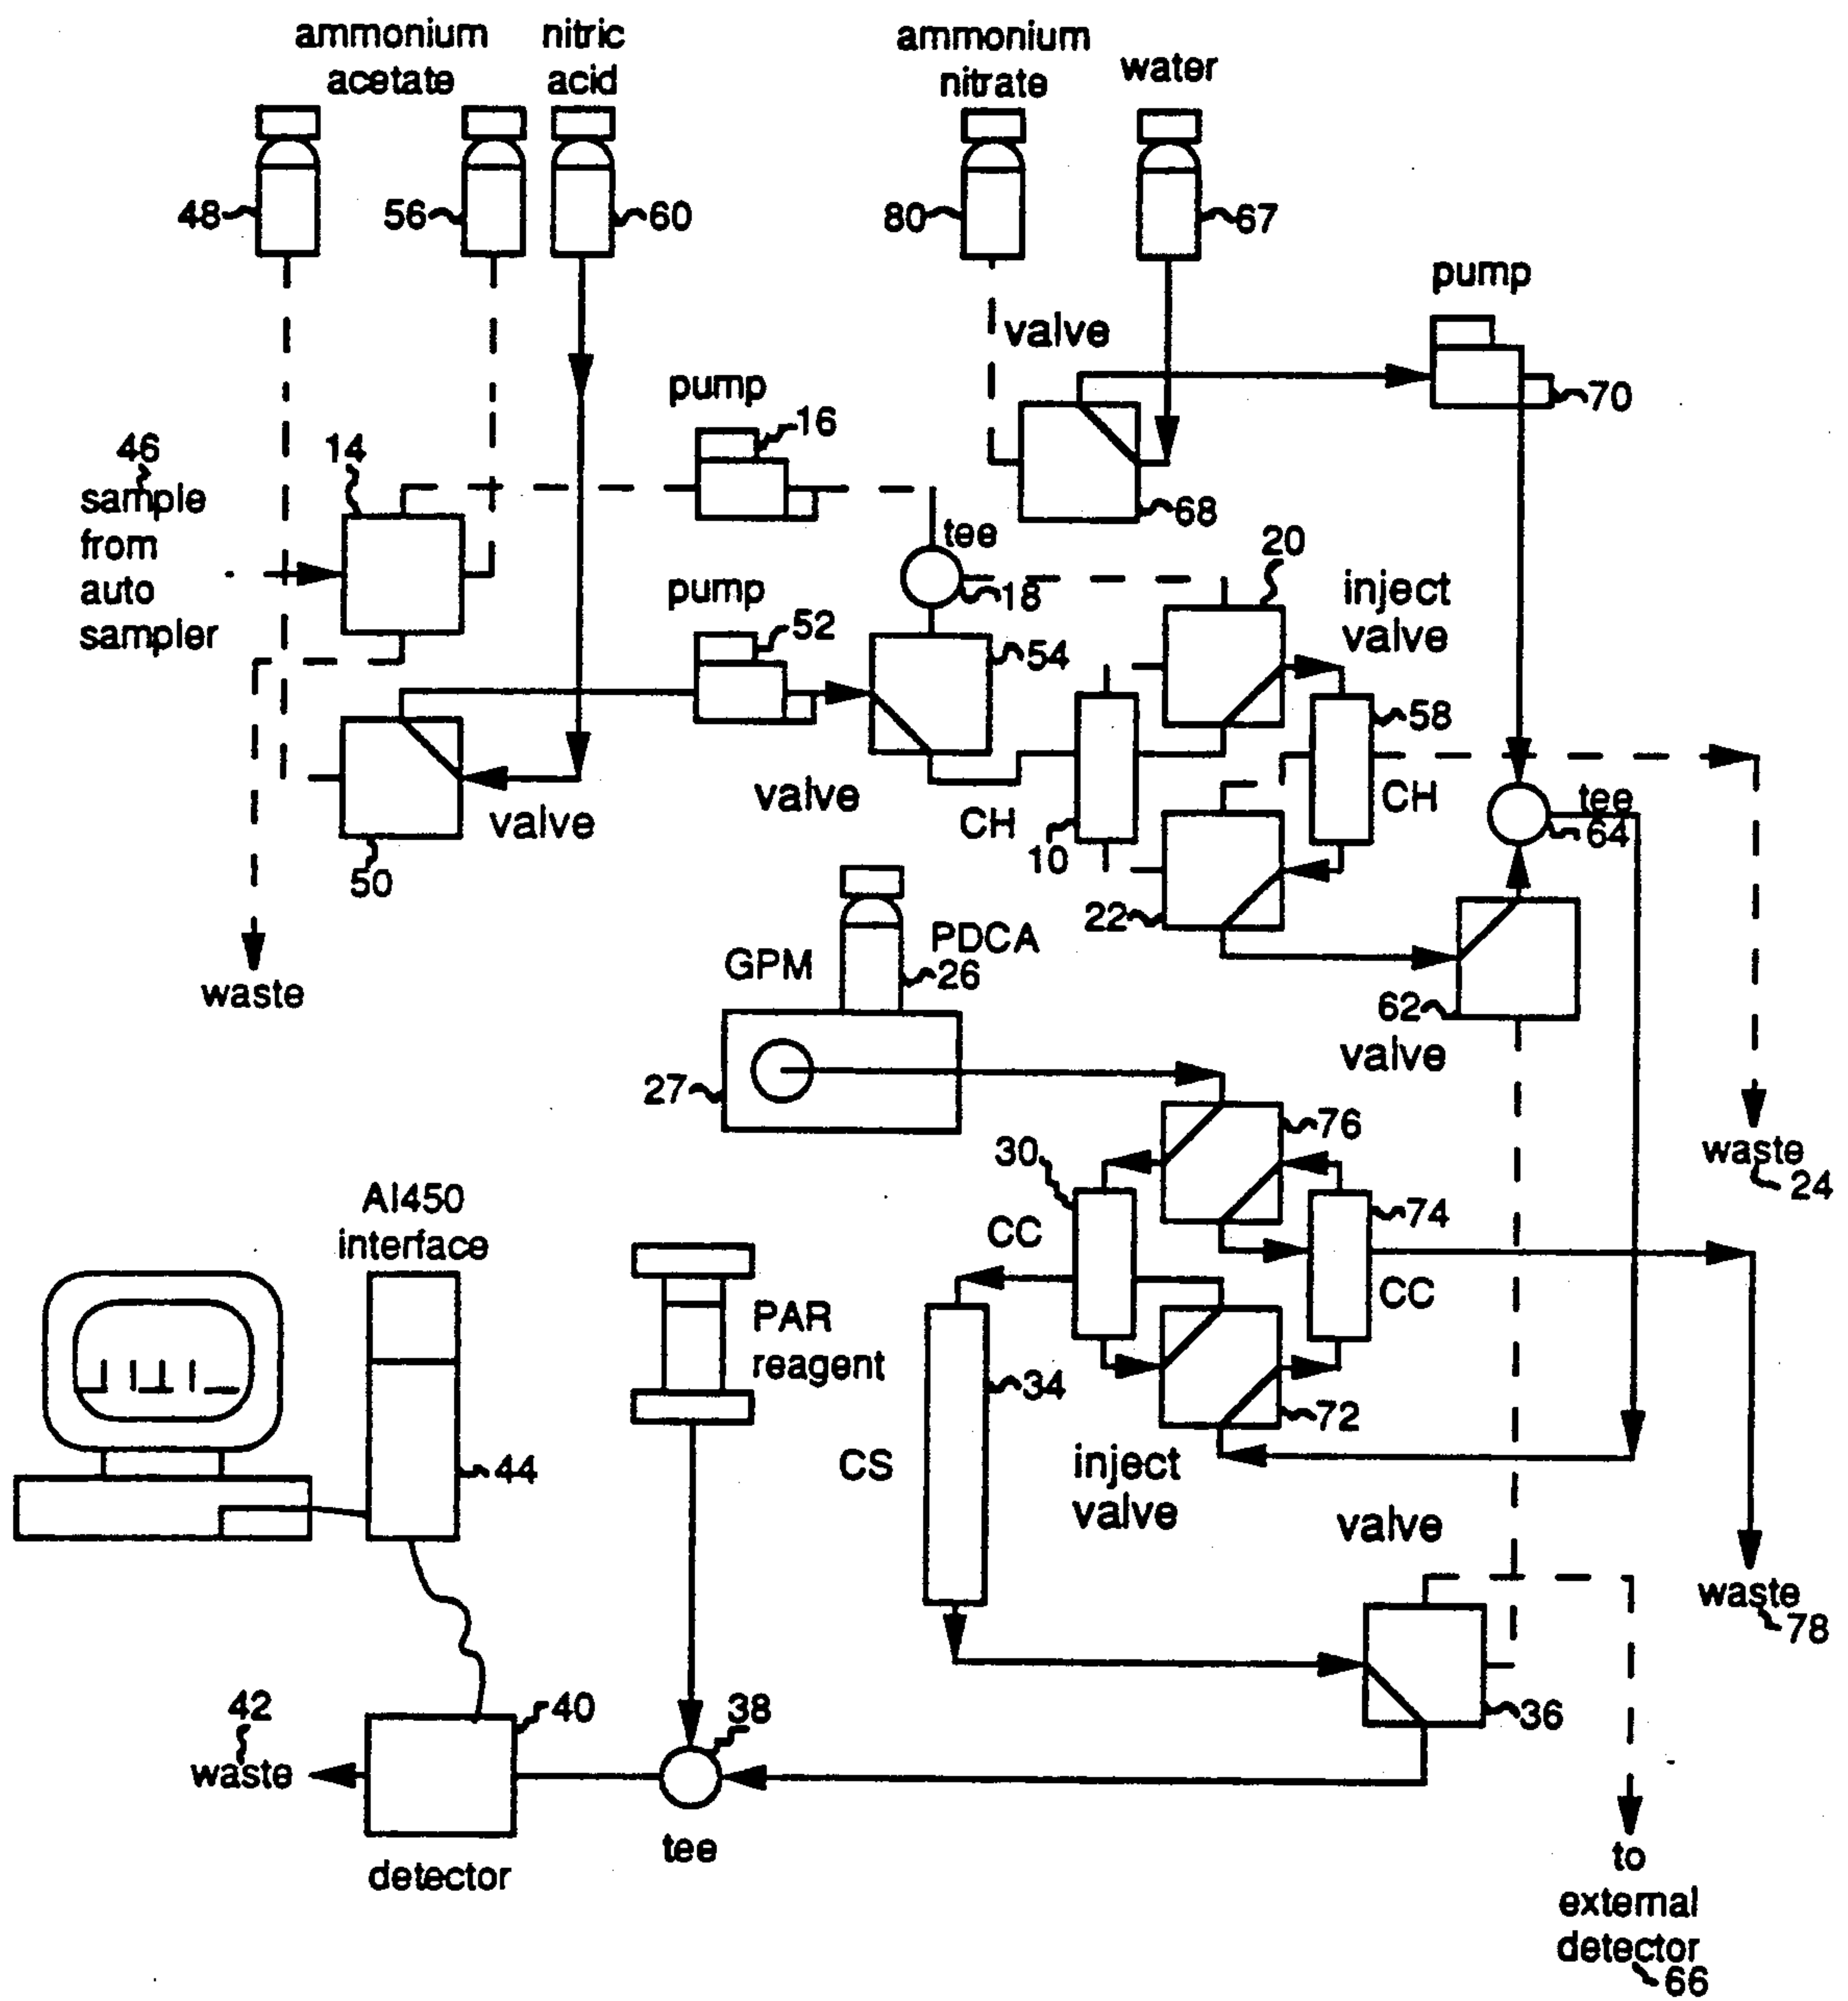 ammonium
acetate
nitric
acid
ammonium
nitrate
water
48
56
60
80
67
pump
valve
70
pump
16
46
sample
from
auto
sampler
14
68
tee
18
20
inject
valve
pump
52
54
58
valve
CH
10
CH
tee
64
valve
50
22
waste
GPM
PDCA
26
62
valve
27
76
waste
24
30
CC
74
CC
AI450
interface
PAR
reagent
34
72
CS
inject
valve
44
valve
waste
78
42
waste
40
38
36
tee
detector
to
external
detector
66